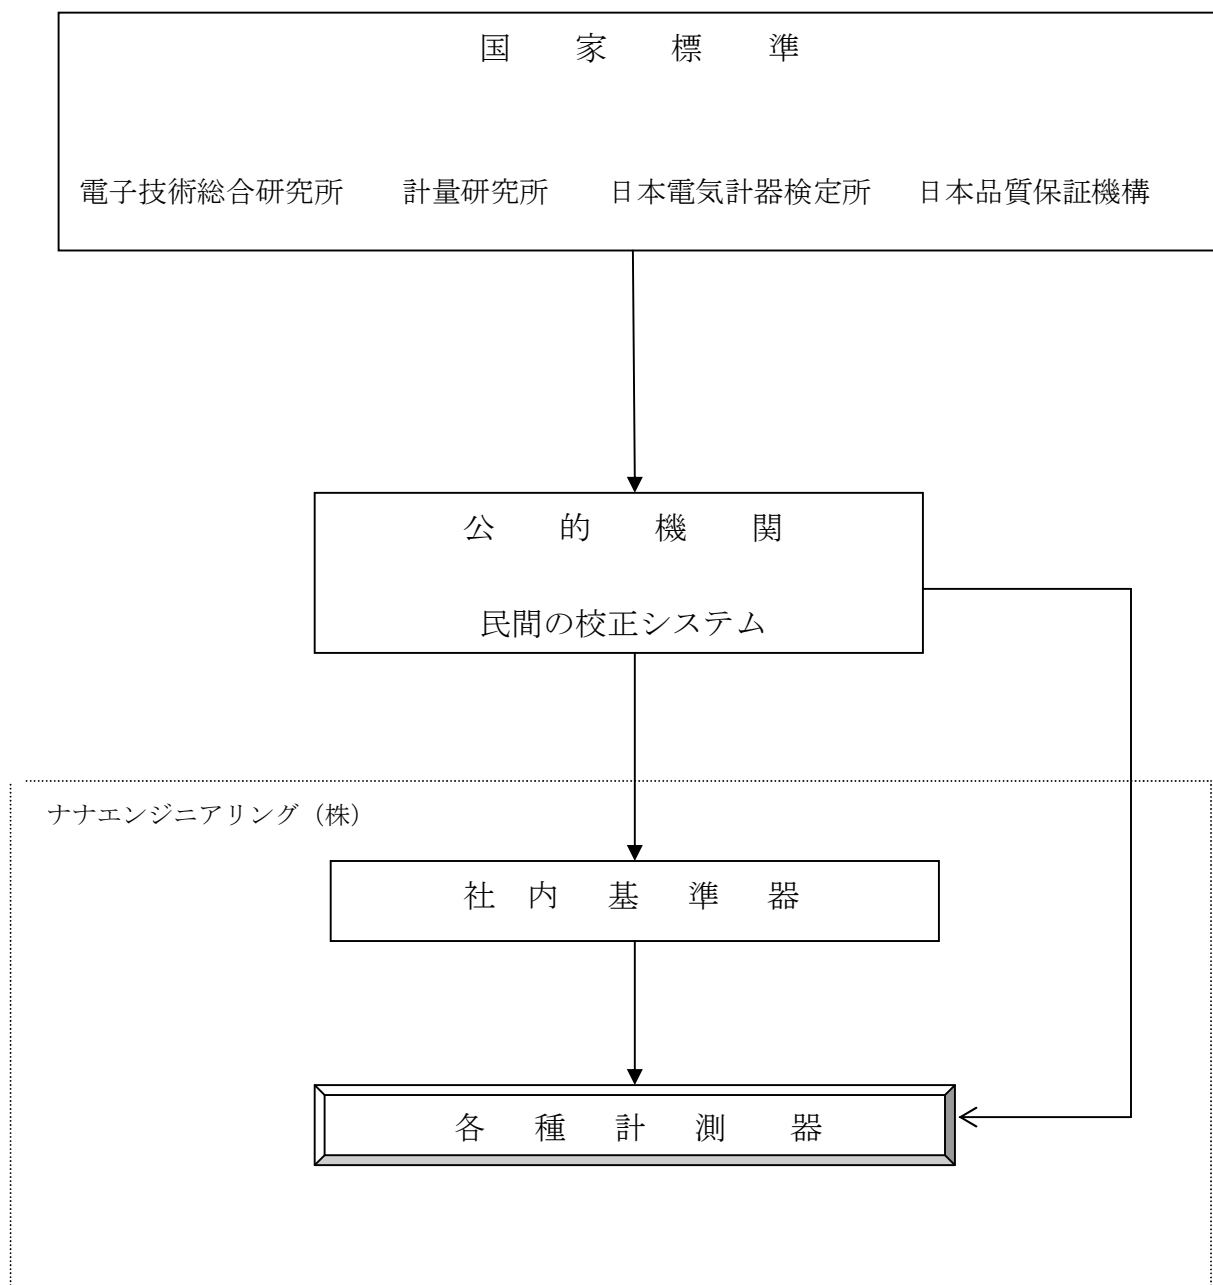 国家標準
電子技術総合研究所 計量研究所 日本電気計器検定所 日本品質保証機構
公的機関
民間の校正システム
ナナエンジニアリング（株）
社内基準器
各種計測器